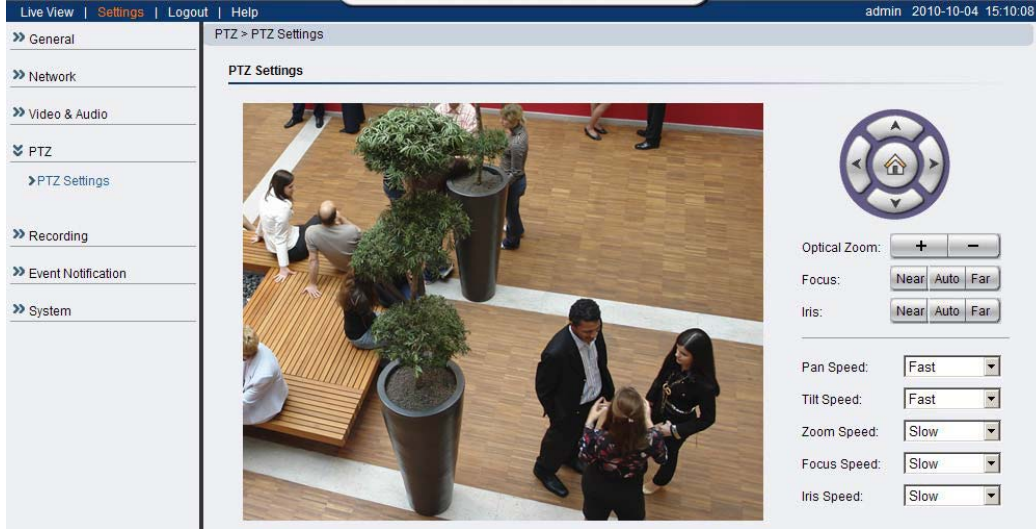 Live View | Settings | Logout | Help
admin 2010-10-04 15:10:08
General
Network
Video & Audio
PTZ
PTZ Settings
Recording
Event Notification
System
PTZ > PTZ Settings
PTZ Settings
Optical Zoom: + −
Focus: Near Auto Far
Iris: Near Auto Far
Pan Speed: Fast
Tilt Speed: Fast
Zoom Speed: Slow
Focus Speed: Slow
Iris Speed: Slow